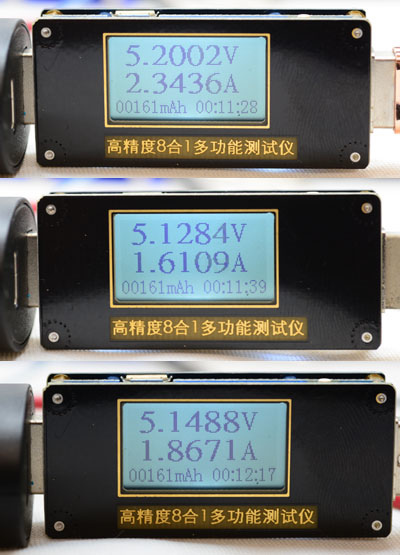 5.2002V
2.3436A
00161mAh 00:11:28
高精度8合1多功能测试仪
5.1284V
1.6109A
00161mAh 00:11:39
高精度8合1多功能测试仪
5.1488V
1.8671A
00161mAh 00:12:17
高精度8合1多功能测试仪